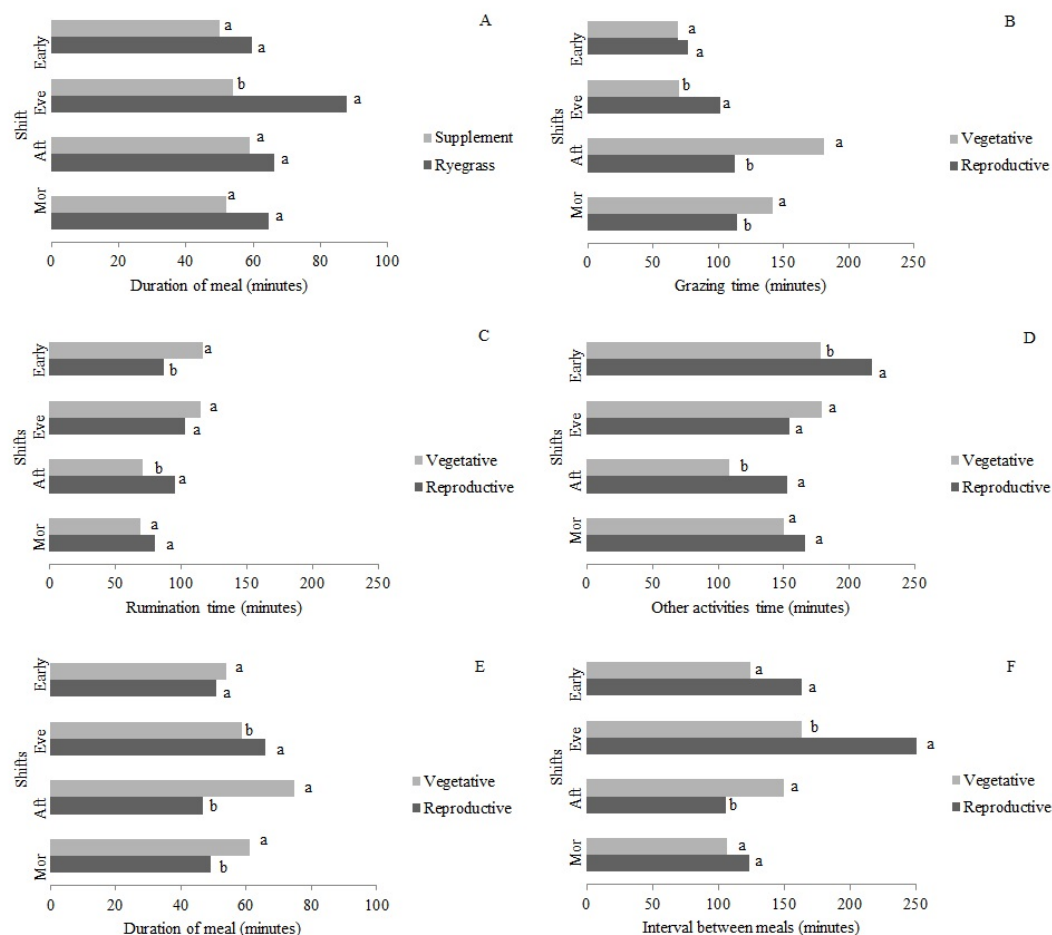 A
Shift
Early
a
a
Eve
b
a
Aft
a
a
Mor
a
a
Supplement
Ryegrass
0 20 40 60 80 100
Duration of meal (minutes)
B
Shifts
Early
a
a
Eve
b
a
Aft
a
b
Mor
a
b
Vegetative
Reproductive
0 50 100 150 200 250
Grazing time (minutes)
C
Shifts
Early
a
b
Eve
a
a
Aft
b
a
Mor
a
a
Vegetative
Reproductive
0 50 100 150 200 250
Rumination time (minutes)
D
Shifts
Early
b
a
Eve
a
a
Aft
b
a
Mor
a
a
Vegetative
Reproductive
0 50 100 150 200 250
Other activities time (minutes)
E
Shifts
Early
a
a
Eve
b
a
Aft
a
b
Mor
a
b
Vegetative
Reproductive
0 20 40 60 80 100
Duration of meal (minutes)
F
Shifts
Early
a
a
Eve
b
a
Aft
a
b
Mor
a
a
Vegetative
Reproductive
0 50 100 150 200 250
Interval between meals (minutes)